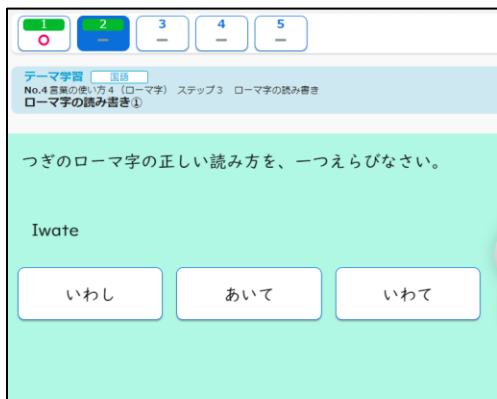 1 2 3 4 5
テーマ学習 国語
No.4 言葉の使い方4（ローマ字） ステップ3 ローマ字の読み書き
ローマ字の読み書き①
つぎのローマ字の正しい読み方を、一つえらびなさい。
Iwate
いわし あいて いわて